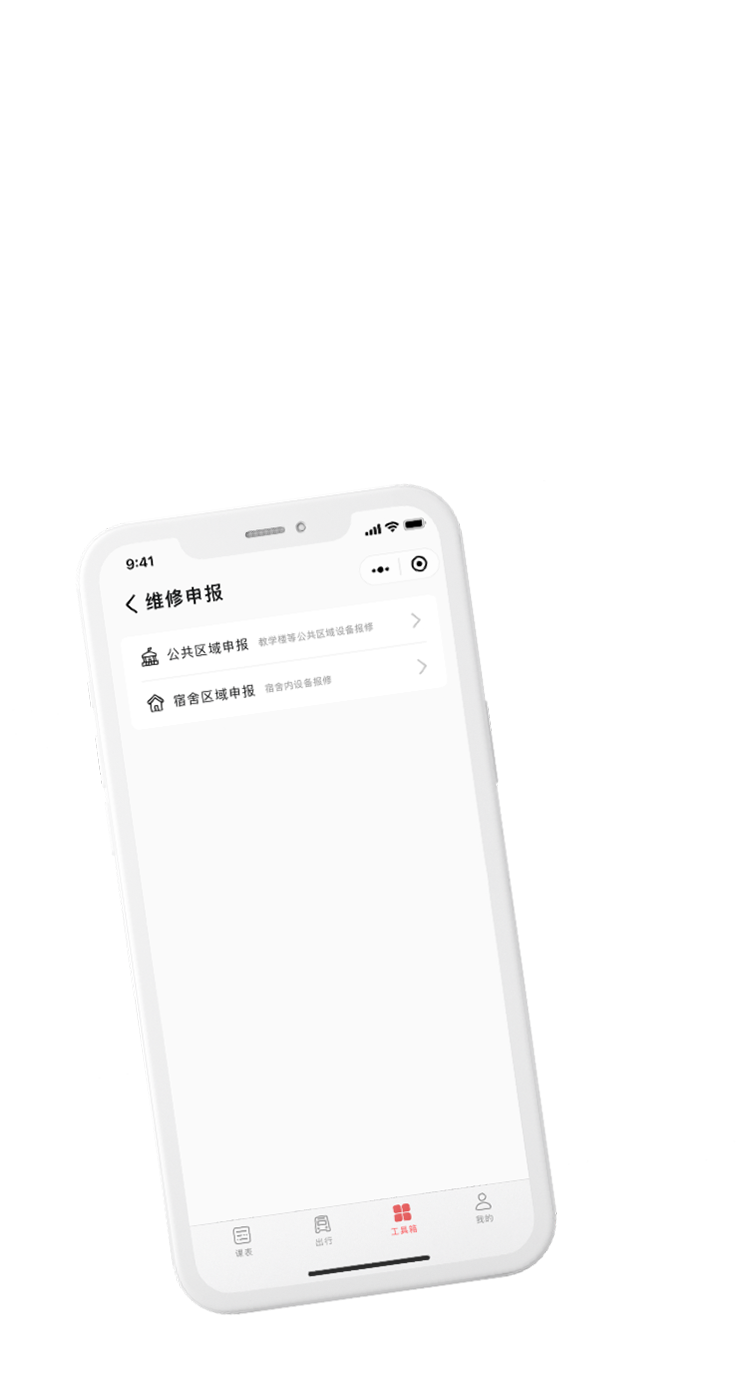 9:41
维修申报
公共区域申报 教学楼等公共区域设备报修
宿舍区域申报 宿舍内设备报修
课表 出行 工具箱 我的